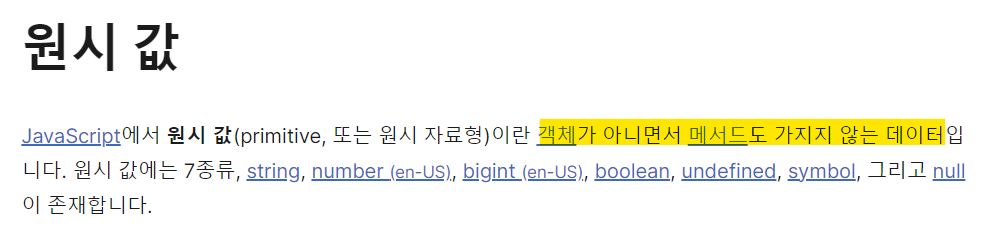 원시 값
JavaScript에서 원시 값(primitive, 또는 원시 자료형)이란 객체가 아니면서 메서드도 가지지 않는 데이터입
니다. 원시 값에는 7종류, string, number (en-US), bigint (en-US), boolean, undefined, symbol, 그리고 null
이 존재합니다.